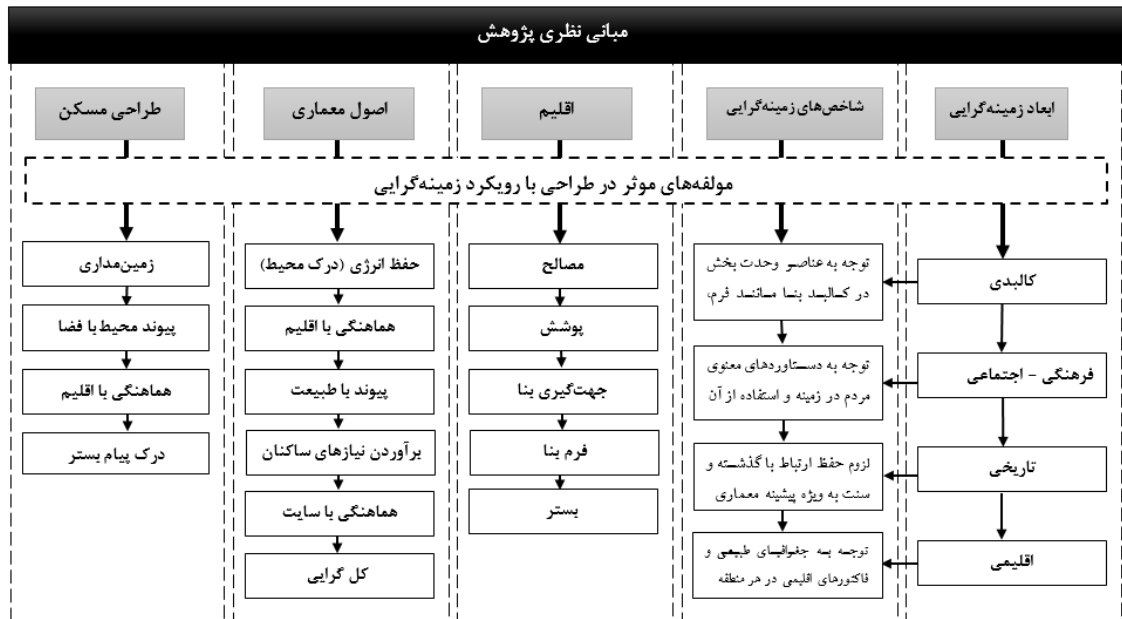 مبانی نظری پژوهش
ابعاد زمینه‌گرایی
شاخص‌های زمینه‌گرایی
اقلیم
اصول معماری
طراحی مسکن
مولفه‌های موثر در طراحی با رویکرد زمینه‌گرایی
کالبدی
فرهنگی - اجتماعی
تاریخی
اقلیمی
توجه به عناصر وحدت بخش
در کالبد بنا مانند فرم،
توجه به دستاوردهای معنوی
مردم در زمینه و استفاده از آن
لزوم حفظ ارتباط با گذشته و
سنت به ویژه پیشینه معماری
توجه به جغرافیای طبیعی و
فاکتورهای اقلیمی در هر منطقه
مصالح
پوشش
جهت‌گیری بنا
فرم بنا
بستر
حفظ انرژی (درک محیط)
هماهنگی با اقلیم
پیوند با طبیعت
برآوردن نیازهای ساکنان
هماهنگی با سایت
کل گرایی
زمین‌مداری
پیوند محیط با فضا
هماهنگی با اقلیم
درک پیام بستر